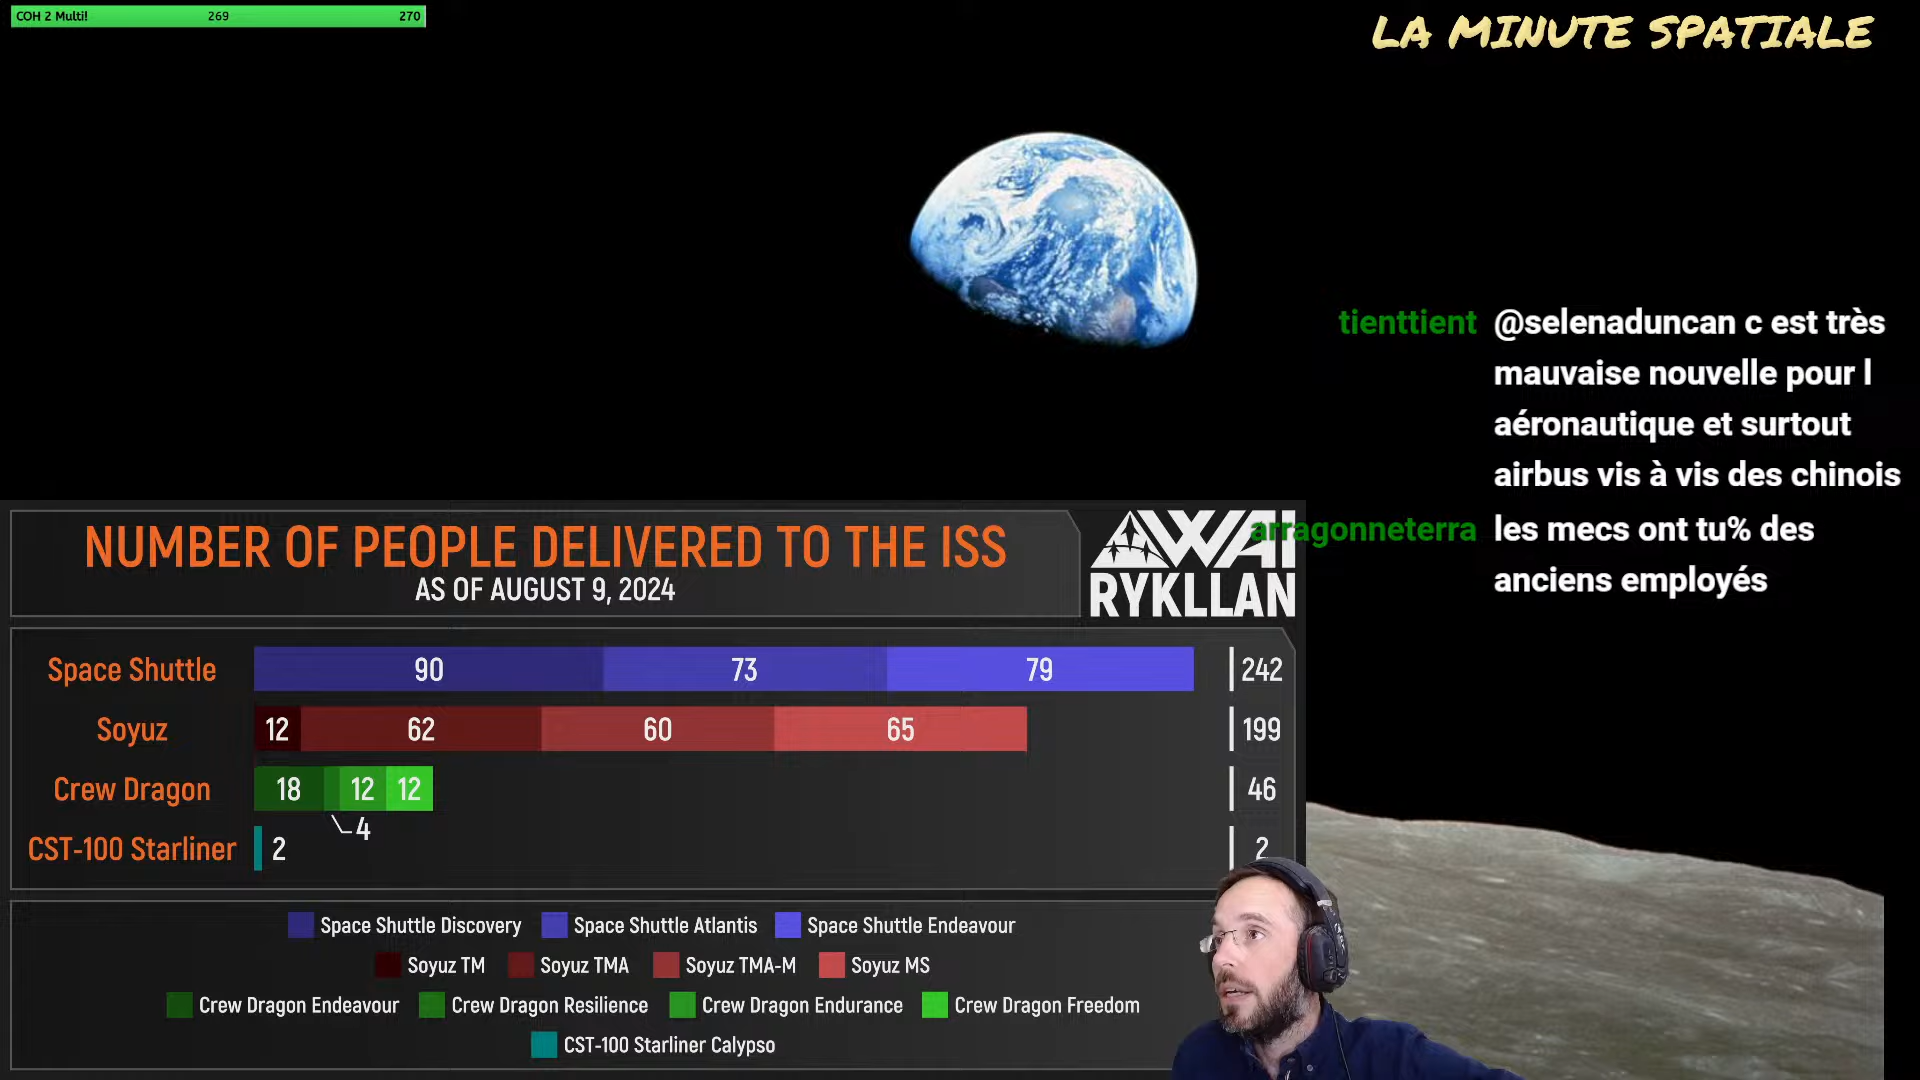 COH 2 Multi! 269 270
LA MINUTE SPATIALE
tienttient @selenaduncan c est très
mauvaise nouvelle pour l
aéronautique et surtout
airbus vis à vis des chinois
arragonneterra les mecs ont tu% des
anciens employés
NUMBER OF PEOPLE DELIVERED TO THE ISS
AS OF AUGUST 9, 2024
AWAI
RYKLLAN
Space Shuttle 90 73 79 242
Soyuz 12 62 60 65 199
Crew Dragon 18 12 12 46
4
CST-100 Starliner 2 2
Space Shuttle Discovery Space Shuttle Atlantis Space Shuttle Endeavour
Soyuz TM Soyuz TMA Soyuz TMA-M Soyuz MS
Crew Dragon Endeavour Crew Dragon Resilience Crew Dragon Endurance Crew Dragon Freedom
CST-100 Starliner Calypso